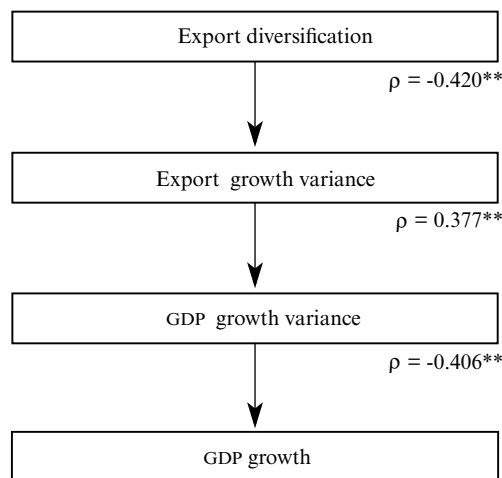 Export diversification
ρ = -0.420**
Export growth variance
ρ = 0.377**
GDP growth variance
ρ = -0.406**
GDP growth